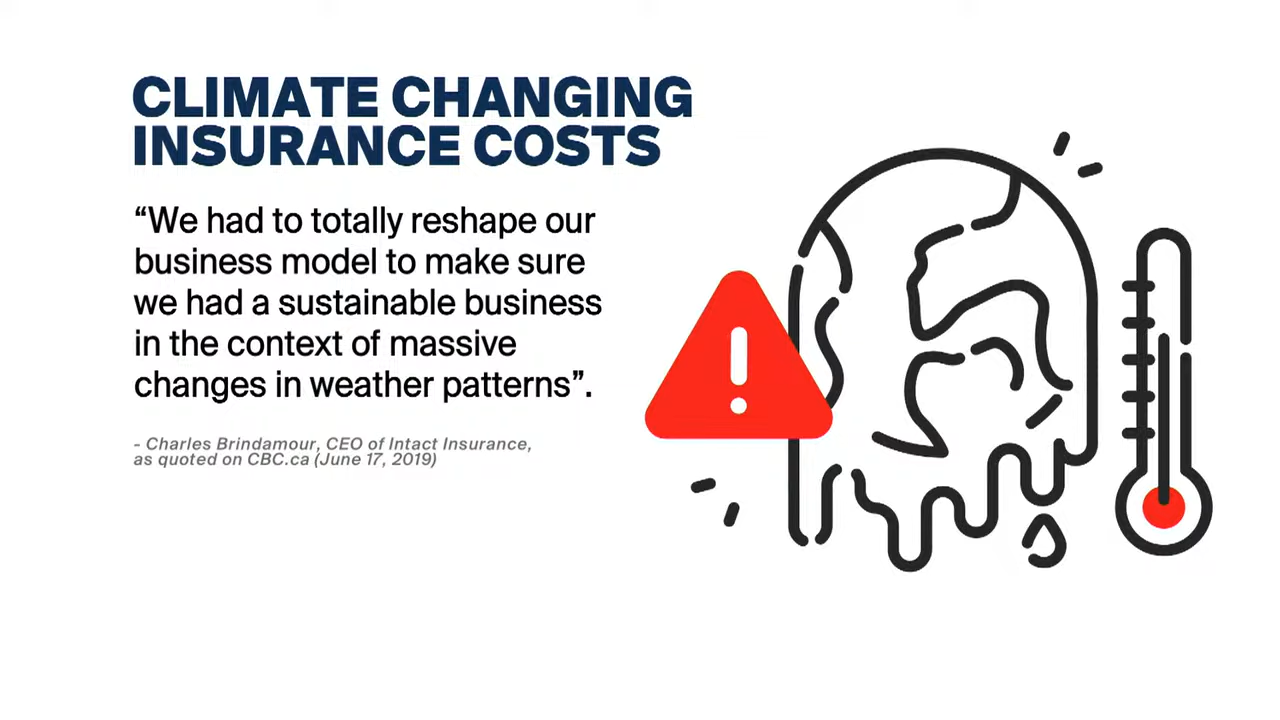 CLIMATE CHANGING
INSURANCE COSTS
“We had to totally reshape our
business model to make sure
we had a sustainable business
in the context of massive
changes in weather patterns”.
- Charles Brindamour, CEO of Intact Insurance,
as quoted on CBC.ca (June 17, 2019)